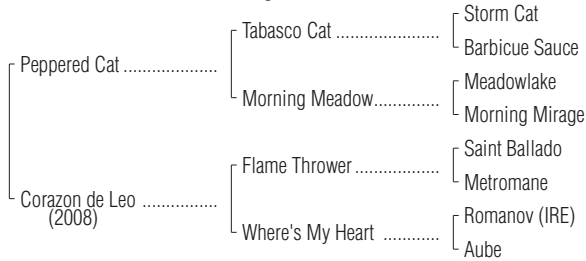 Storm Cat
Tabasco Cat ..................
Barbicue Sauce
Peppered Cat ..................
Meadowlake
Morning Meadow..............
Morning Mirage
Saint Ballado
Flame Thrower .................
Metromane
Corazon de Leo ...............
(2008)
Romanov (IRE)
Where's My Heart ............
Aube